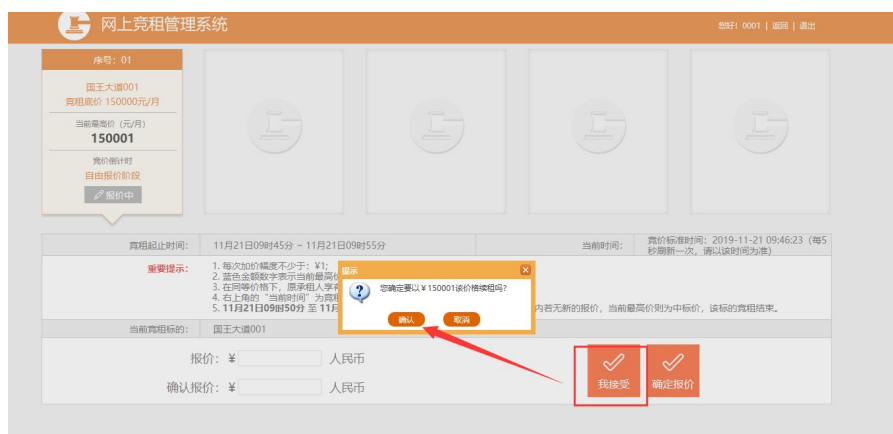 网上竞租管理系统
您好! 0001 | 返回 | 退出
序号: 01
国王大道001
竞租底价 150000元/月
当前最高价（元/月）
150001
竞价倒计时
自由报价阶段
报价中
竞租起止时间:
11月21日09时45分 ~ 11月21日09时55分
当前时间:
竞价标准时间: 2019-11-21 09:46:23（每5
秒刷新一次，请以该时间为准）
重要提示:
1. 每次加价幅度不少于: ¥1;
2. 蓝色金额数字表示当前最高价
3. 在同等价格下，原承租人享有
4. 右上角的“当前时间”为竞租
5. 11月21日09时50分 至 11月
内若无新的报价，当前最高价则为中标价，该标的竞租结束。
提示
您确定要以￥150001该价格续租吗?
确认
取消
当前竞租标的:
国王大道001
报价: ￥
人民币
确认报价: ￥
人民币
我接受
确定报价